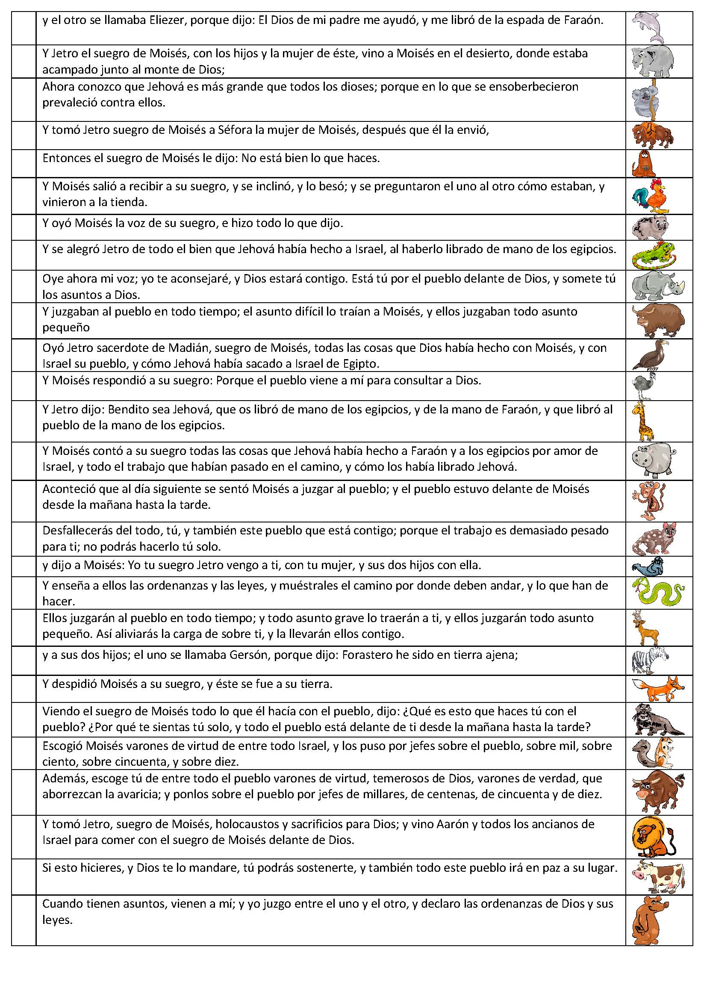 y el otro se llamaba Eliezer, porque dijo: El Dios de mi padre me ayudó, y me libró de la espada de Faraón.
Y Jetro el suegro de Moisés, con los hijos y la mujer de éste, vino a Moisés en el desierto, donde estaba
acampado junto al monte de Dios;
Ahora conozco que Jehová es más grande que todos los dioses; porque en lo que se ensoberbecieron
prevaleció contra ellos.
Y tomó Jetro suegro de Moisés a Séfora la mujer de Moisés, después que él la envió,
Entonces el suegro de Moisés le dijo: No está bien lo que haces.
Y Moisés salió a recibir a su suegro, y se inclinó, y lo besó; y se preguntaron el uno al otro cómo estaban, y
vinieron a la tienda.
Y oyó Moisés la voz de su suegro, e hizo todo lo que dijo.
Y se alegró Jetro de todo el bien que Jehová había hecho a Israel, al haberlo librado de mano de los egipcios.
Oye ahora mi voz; yo te aconsejaré, y Dios estará contigo. Está tú por el pueblo delante de Dios, y somete tú
los asuntos a Dios.
Y juzgaban al pueblo en todo tiempo; el asunto difícil lo traían a Moisés, y ellos juzgaban todo asunto
pequeño
Oyó Jetro sacerdote de Madián, suegro de Moisés, todas las cosas que Dios había hecho con Moisés, y con
Israel su pueblo, y cómo Jehová había sacado a Israel de Egipto.
Y Moisés respondió a su suegro: Porque el pueblo viene a mí para consultar a Dios.
Y Jetro dijo: Bendito sea Jehová, que os libró de mano de los egipcios, y de la mano de Faraón, y que libró al
pueblo de la mano de los egipcios.
Y Moisés contó a su suegro todas las cosas que Jehová había hecho a Faraón y a los egipcios por amor de
Israel, y todo el trabajo que habían pasado en el camino, y cómo los había librado Jehová.
Aconteció que al día siguiente se sentó Moisés a juzgar al pueblo; y el pueblo estuvo delante de Moisés
desde la mañana hasta la tarde.
Desfallecerás del todo, tú, y también este pueblo que está contigo; porque el trabajo es demasiado pesado
para ti; no podrás hacerlo tú solo.
y dijo a Moisés: Yo tu suegro Jetro vengo a ti, con tu mujer, y sus dos hijos con ella.
Y enseña a ellos las ordenanzas y las leyes, y muéstrales el camino por donde deben andar, y lo que han de
hacer.
Ellos juzgarán al pueblo en todo tiempo; y todo asunto grave lo traerán a ti, y ellos juzgarán todo asunto
pequeño. Así aliviarás la carga de sobre ti, y la llevarán ellos contigo.
y a sus dos hijos; el uno se llamaba Gersón, porque dijo: Forastero he sido en tierra ajena;
Y despidió Moisés a su suegro, y éste se fue a su tierra.
Viendo el suegro de Moisés todo lo que él hacía con el pueblo, dijo: ¿Qué es esto que haces tú con el
pueblo? ¿Por qué te sientas tú solo, y todo el pueblo está delante de ti desde la mañana hasta la tarde?
Escogió Moisés varones de virtud de entre todo Israel, y los puso por jefes sobre el pueblo, sobre mil, sobre
ciento, sobre cincuenta, y sobre diez.
Además, escoge tú de entre todo el pueblo varones de virtud, temerosos de Dios, varones de verdad, que
aborrezcan la avaricia; y ponlos sobre el pueblo por jefes de millares, de centenas, de cincuenta y de diez.
Y tomó Jetro, suegro de Moisés, holocaustos y sacrificios para Dios; y vino Aarón y todos los ancianos de
Israel para comer con el suegro de Moisés delante de Dios.
Si esto hicieres, y Dios te lo mandare, tú podrás sostenerte, y también todo este pueblo irá en paz a su lugar.
Cuando tienen asuntos, vienen a mí; y yo juzgo entre el uno y el otro, y declaro las ordenanzas de Dios y sus
leyes.